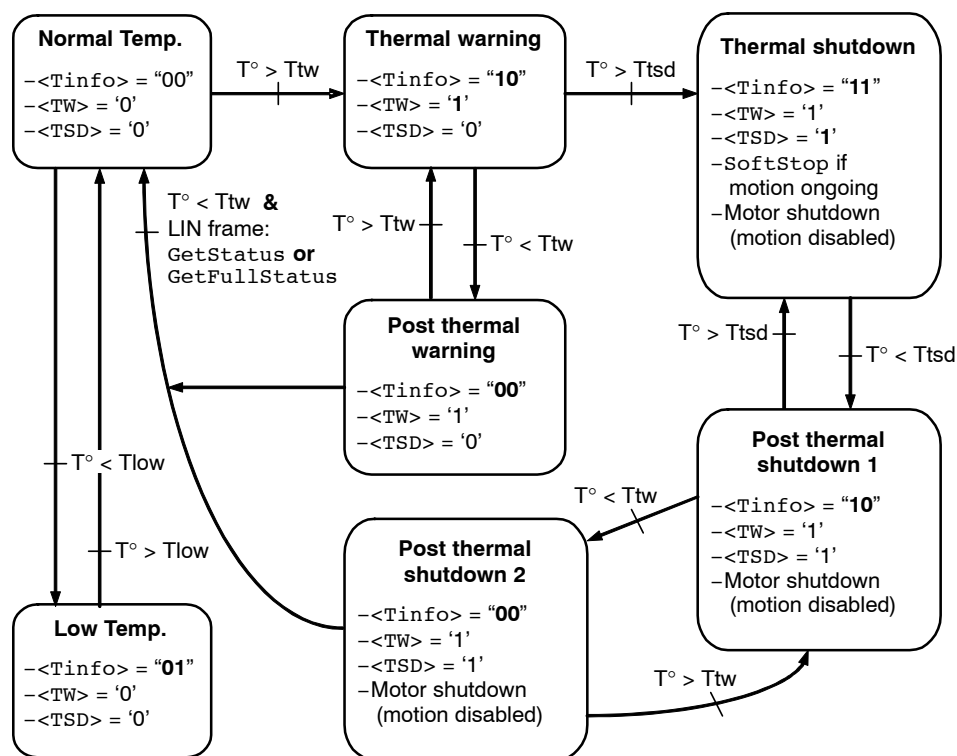 Normal Temp.
–<Tinfo> = “00”
–<TW> = ‘0’
–<TSD> = ‘0’
T° > Ttw
Thermal warning
–<Tinfo> = “10”
–<TW> = ‘1’
–<TSD> = ‘0’
T° > Ttsd
Thermal shutdown
–<Tinfo> = “11”
–<TW> = ‘1’
–<TSD> = ‘1’
–SoftStop if
motion ongoing
–Motor shutdown
(motion disabled)
T° < Ttw &
LIN frame:
GetStatus or
GetFullStatus
T° > Ttw
T° < Ttw
Post thermal
warning
–<Tinfo> = “00”
–<TW> = ‘1’
–<TSD> = ‘0’
T° > Ttsd
T° < Ttsd
Post thermal
shutdown 1
–<Tinfo> = “10”
–<TW> = ‘1’
–<TSD> = ‘1’
–Motor shutdown
(motion disabled)
T° < Ttw
T° < Tlow
T° > Tlow
Post thermal
shutdown 2
–<Tinfo> = “00”
–<TW> = ‘1’
–<TSD> = ‘1’
–Motor shutdown
(motion disabled)
T° > Ttw
Low Temp.
–<Tinfo> = “01”
–<TW> = ‘0’
–<TSD> = ‘0’